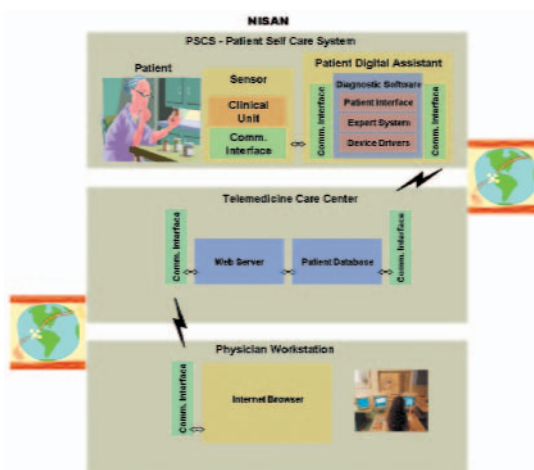 NISAN
PSCS - Patient Self Care System
Patient
Sensor
Clinical
Unit
Comm.
Interface
Patient Digital Assistant
Comm. Interface
Diagnostic Software
Patient Interface
Expert System
Device Drivers
Comm. Interface
Telemedicine Care Center
Comm. Interface
Web Server
Patient Database
Comm. Interface
Physician Workstation
Comm. Interface
Internet Browser